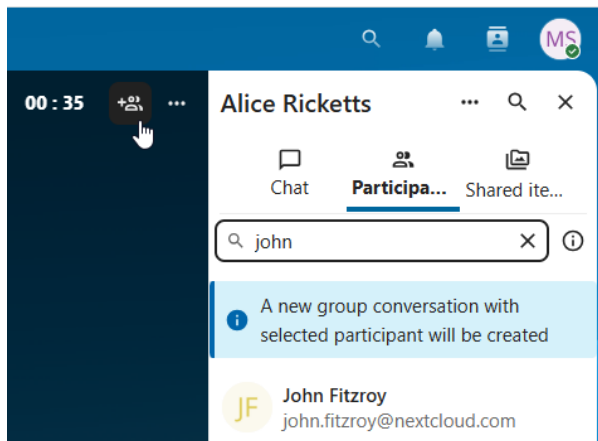 MS
00 : 35
Alice Ricketts
Chat
Participa...
Shared ite...
john
A new group conversation with
selected participant will be created
JF
John Fitzroy
john.fitzroy@nextcloud.com